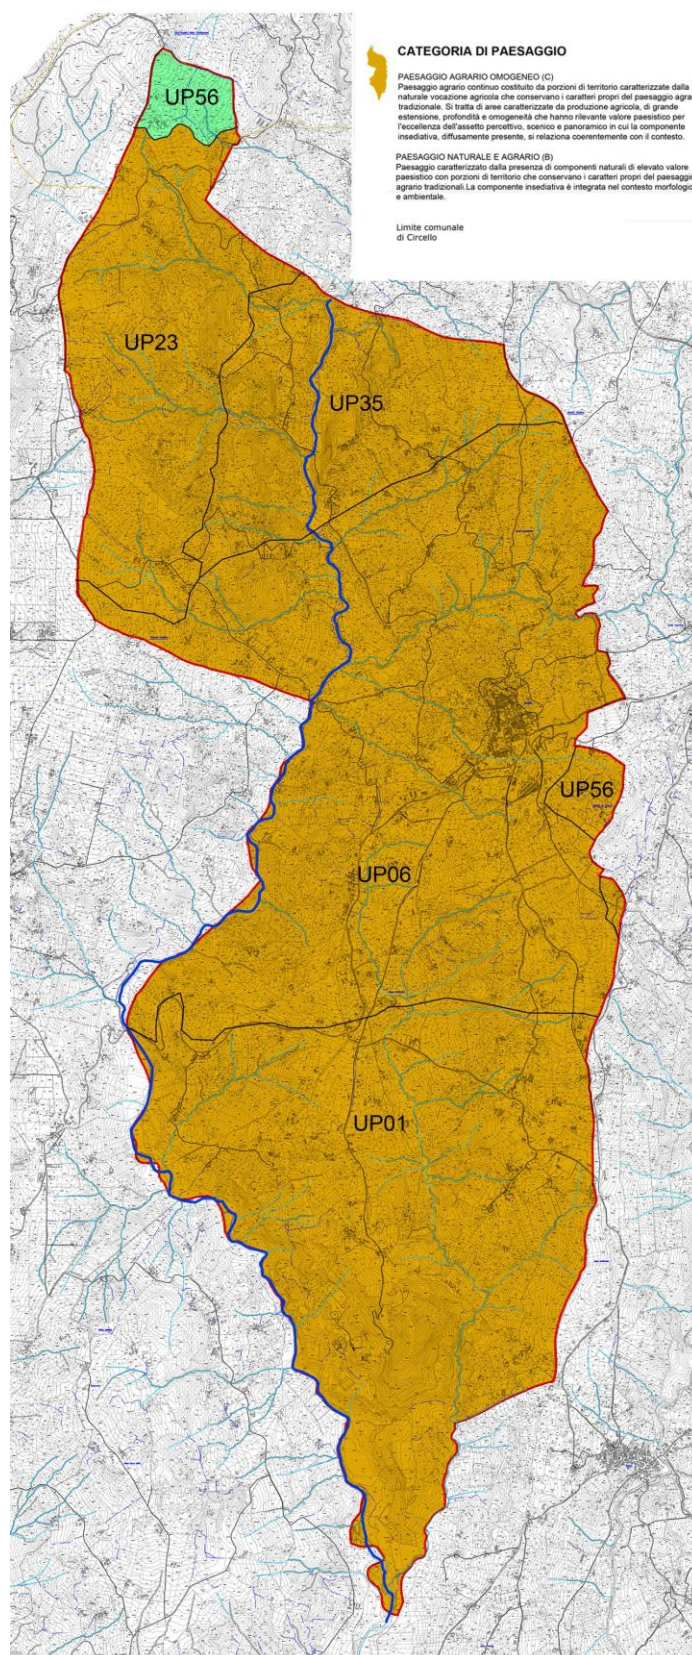 CATEGORIA DI PAESAGGIO
PAESAGGIO AGRARIO OMOGENEO (C)
Paesaggio agrario continuo costituito da porzioni di territorio caratterizzate dalla
naturale vocazione agricola che conservano i caratteri propri del paesaggio agra
tradizionale. Si tratta di aree caratterizzate da produzione agricola, di grande
estensione, profondità e omogeneità che hanno rilevante valore paesistico per
l'eccellenza dell'assetto percettivo, scenico e panoramico in cui la componente
insediativa, diffusamente presente, si relaziona coerentemente con il contesto.
PAESAGGIO NATURALE E AGRARIO (B)
Paesaggio caratterizzato dalla presenza di componenti naturali di elevato valore
paesistico con porzioni di territorio che conservano i caratteri propri del paesaggio
agrario tradizionali.La componente insediativa è integrata nel contesto morfologic
e ambientale.
Limite comunale
di Circello
UP56
UP23
UP35
UP56
UP06
UP01